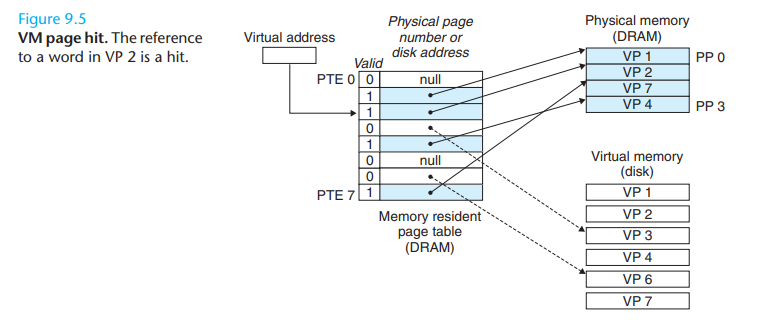 Figure 9.5
VM page hit. The reference
to a word in VP 2 is a hit.
Virtual address
Physical page
number or
disk address
Valid
PTE 0 0 null
1
1
0
1
0 null
0
PTE 7 1
Memory resident
page table
(DRAM)
Physical memory
(DRAM)
VP 1 PP 0
VP 2
VP 7
VP 4 PP 3
Virtual memory
(disk)
VP 1
VP 2
VP 3
VP 4
VP 6
VP 7